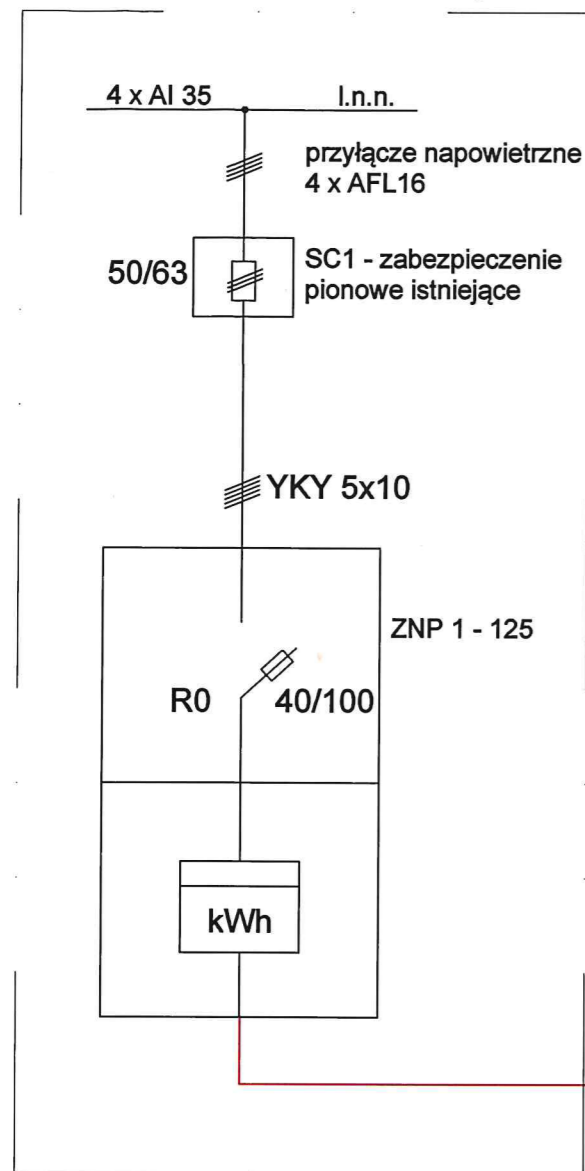 4 x Al 35 l.n.n.
przyłącze napowietrzne
4 x AFL16
50/63
SC1 - zabezpieczenie
pionowe istniejące
YKY 5x10
ZNP 1 - 125
R0 40/100
kWh